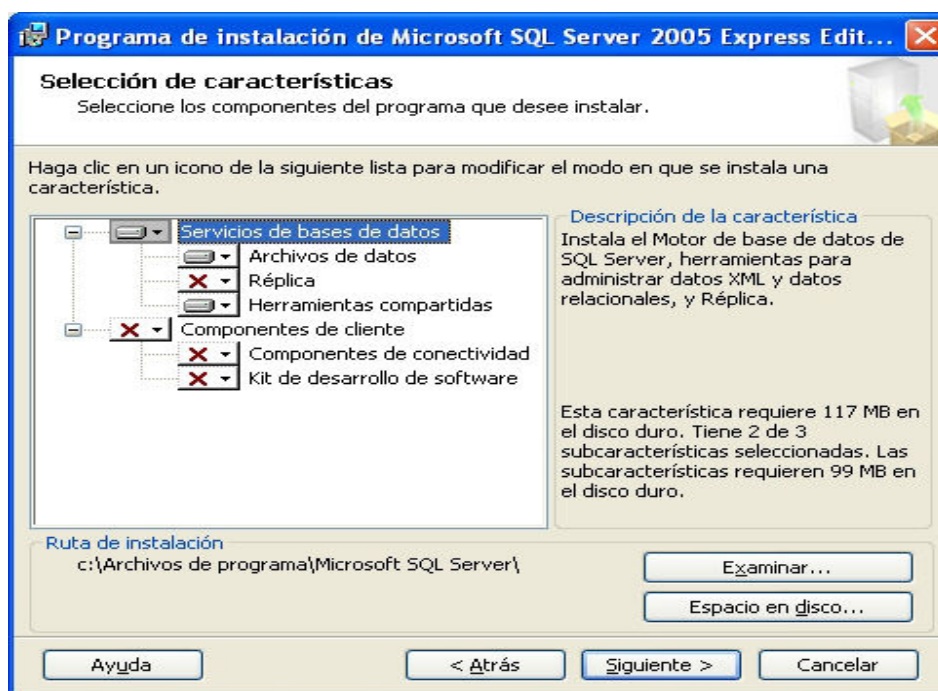 Programa de instalación de Microsoft SQL Server 2005 Express Edit...
Selección de características
Seleccione los componentes del programa que desee instalar.
Haga clic en un icono de la siguiente lista para modificar el modo en que se instala una
característica.
Servicios de bases de datos
Archivos de datos
Réplica
Herramientas compartidas
Componentes de cliente
Componentes de conectividad
Kit de desarrollo de software
Descripción de la característica
Instala el Motor de base de datos de
SQL Server, herramientas para
administrar datos XML y datos
relacionales, y Réplica.
Esta característica requiere 117 MB en
el disco duro. Tiene 2 de 3
subcaracterísticas seleccionadas. Las
subcaracterísticas requieren 99 MB en
el disco duro.
Ruta de instalación
c:\Archivos de programa\Microsoft SQL Server\
Examinar...
Espacio en disco...
Ayuda
< Atrás
Siguiente >
Cancelar